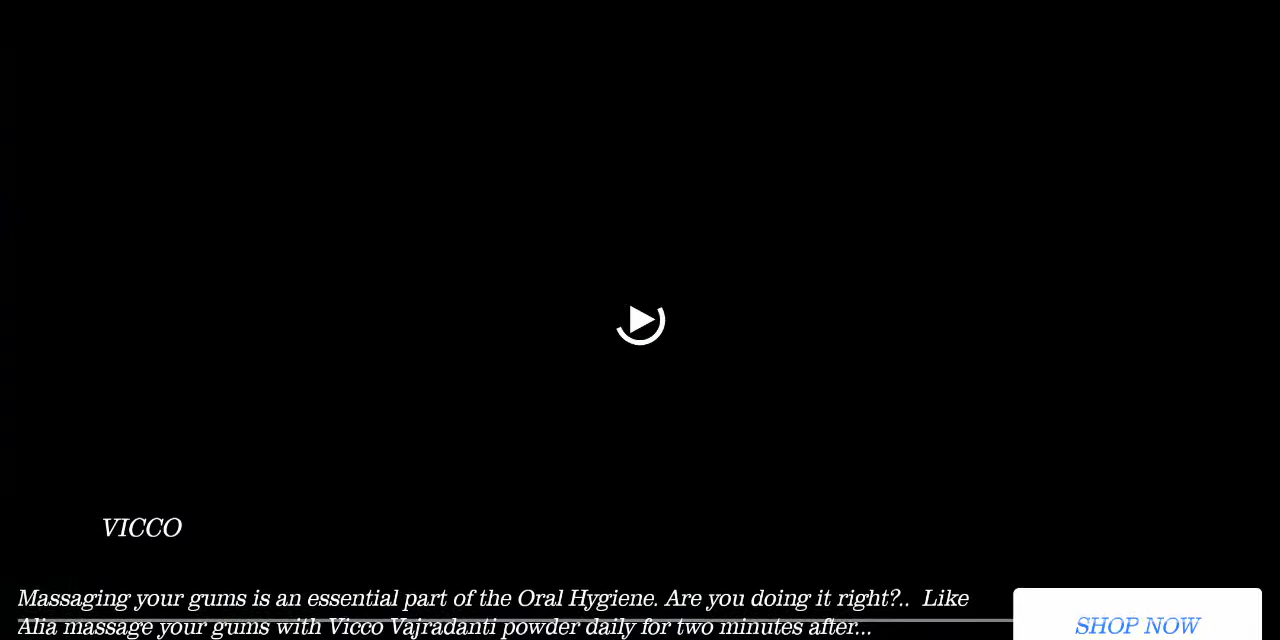 VICCO
Massaging your gums is an essential part of the Oral Hygiene. Are you doing it right?..  Like
Alia massage your gums with Vicco Vajradanti powder daily for two minutes after...
SHOP NOW